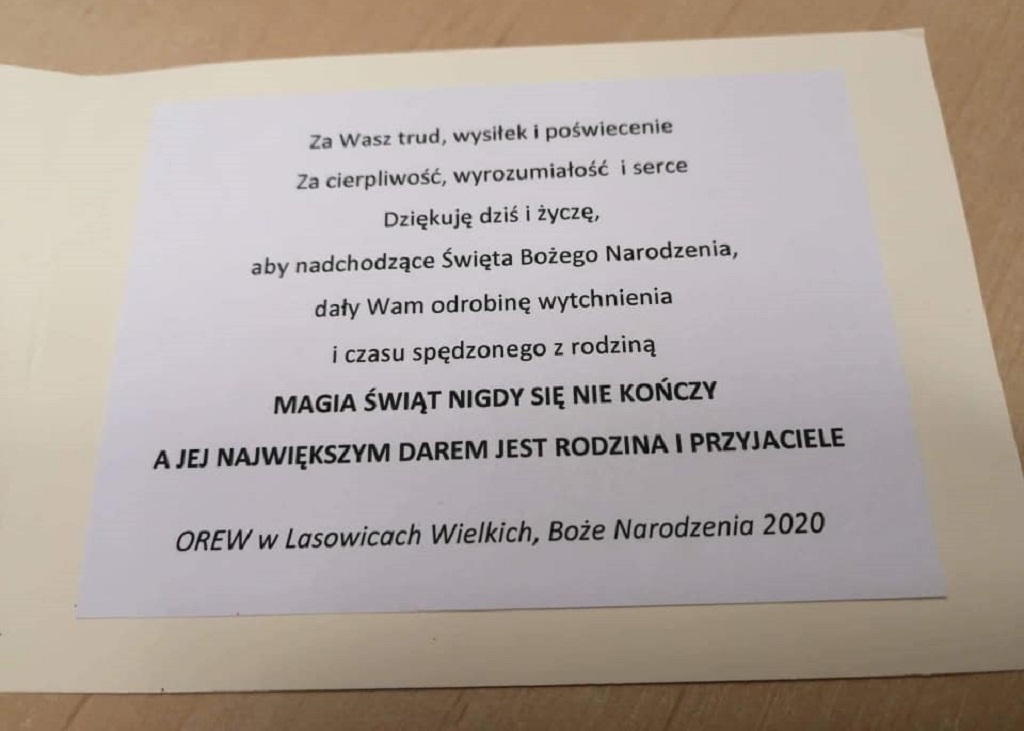 Za Wasz trud, wysiłek i poświecenie
Za cierpliwość, wyrozumiałość i serce
Dziękuję dziś i życzę,
aby nadchodzące Święta Bożego Narodzenia,
dały Wam odrobinę wytchnienia
i czasu spędzonego z rodziną
MAGIA ŚWIĄT NIGDY SIĘ NIE KOŃCZY
A JEJ NAJWIĘKSZYM DAREM JEST RODZINA I PRZYJACIELE
OREW w Lasowicach Wielkich, Boże Narodzenia 2020